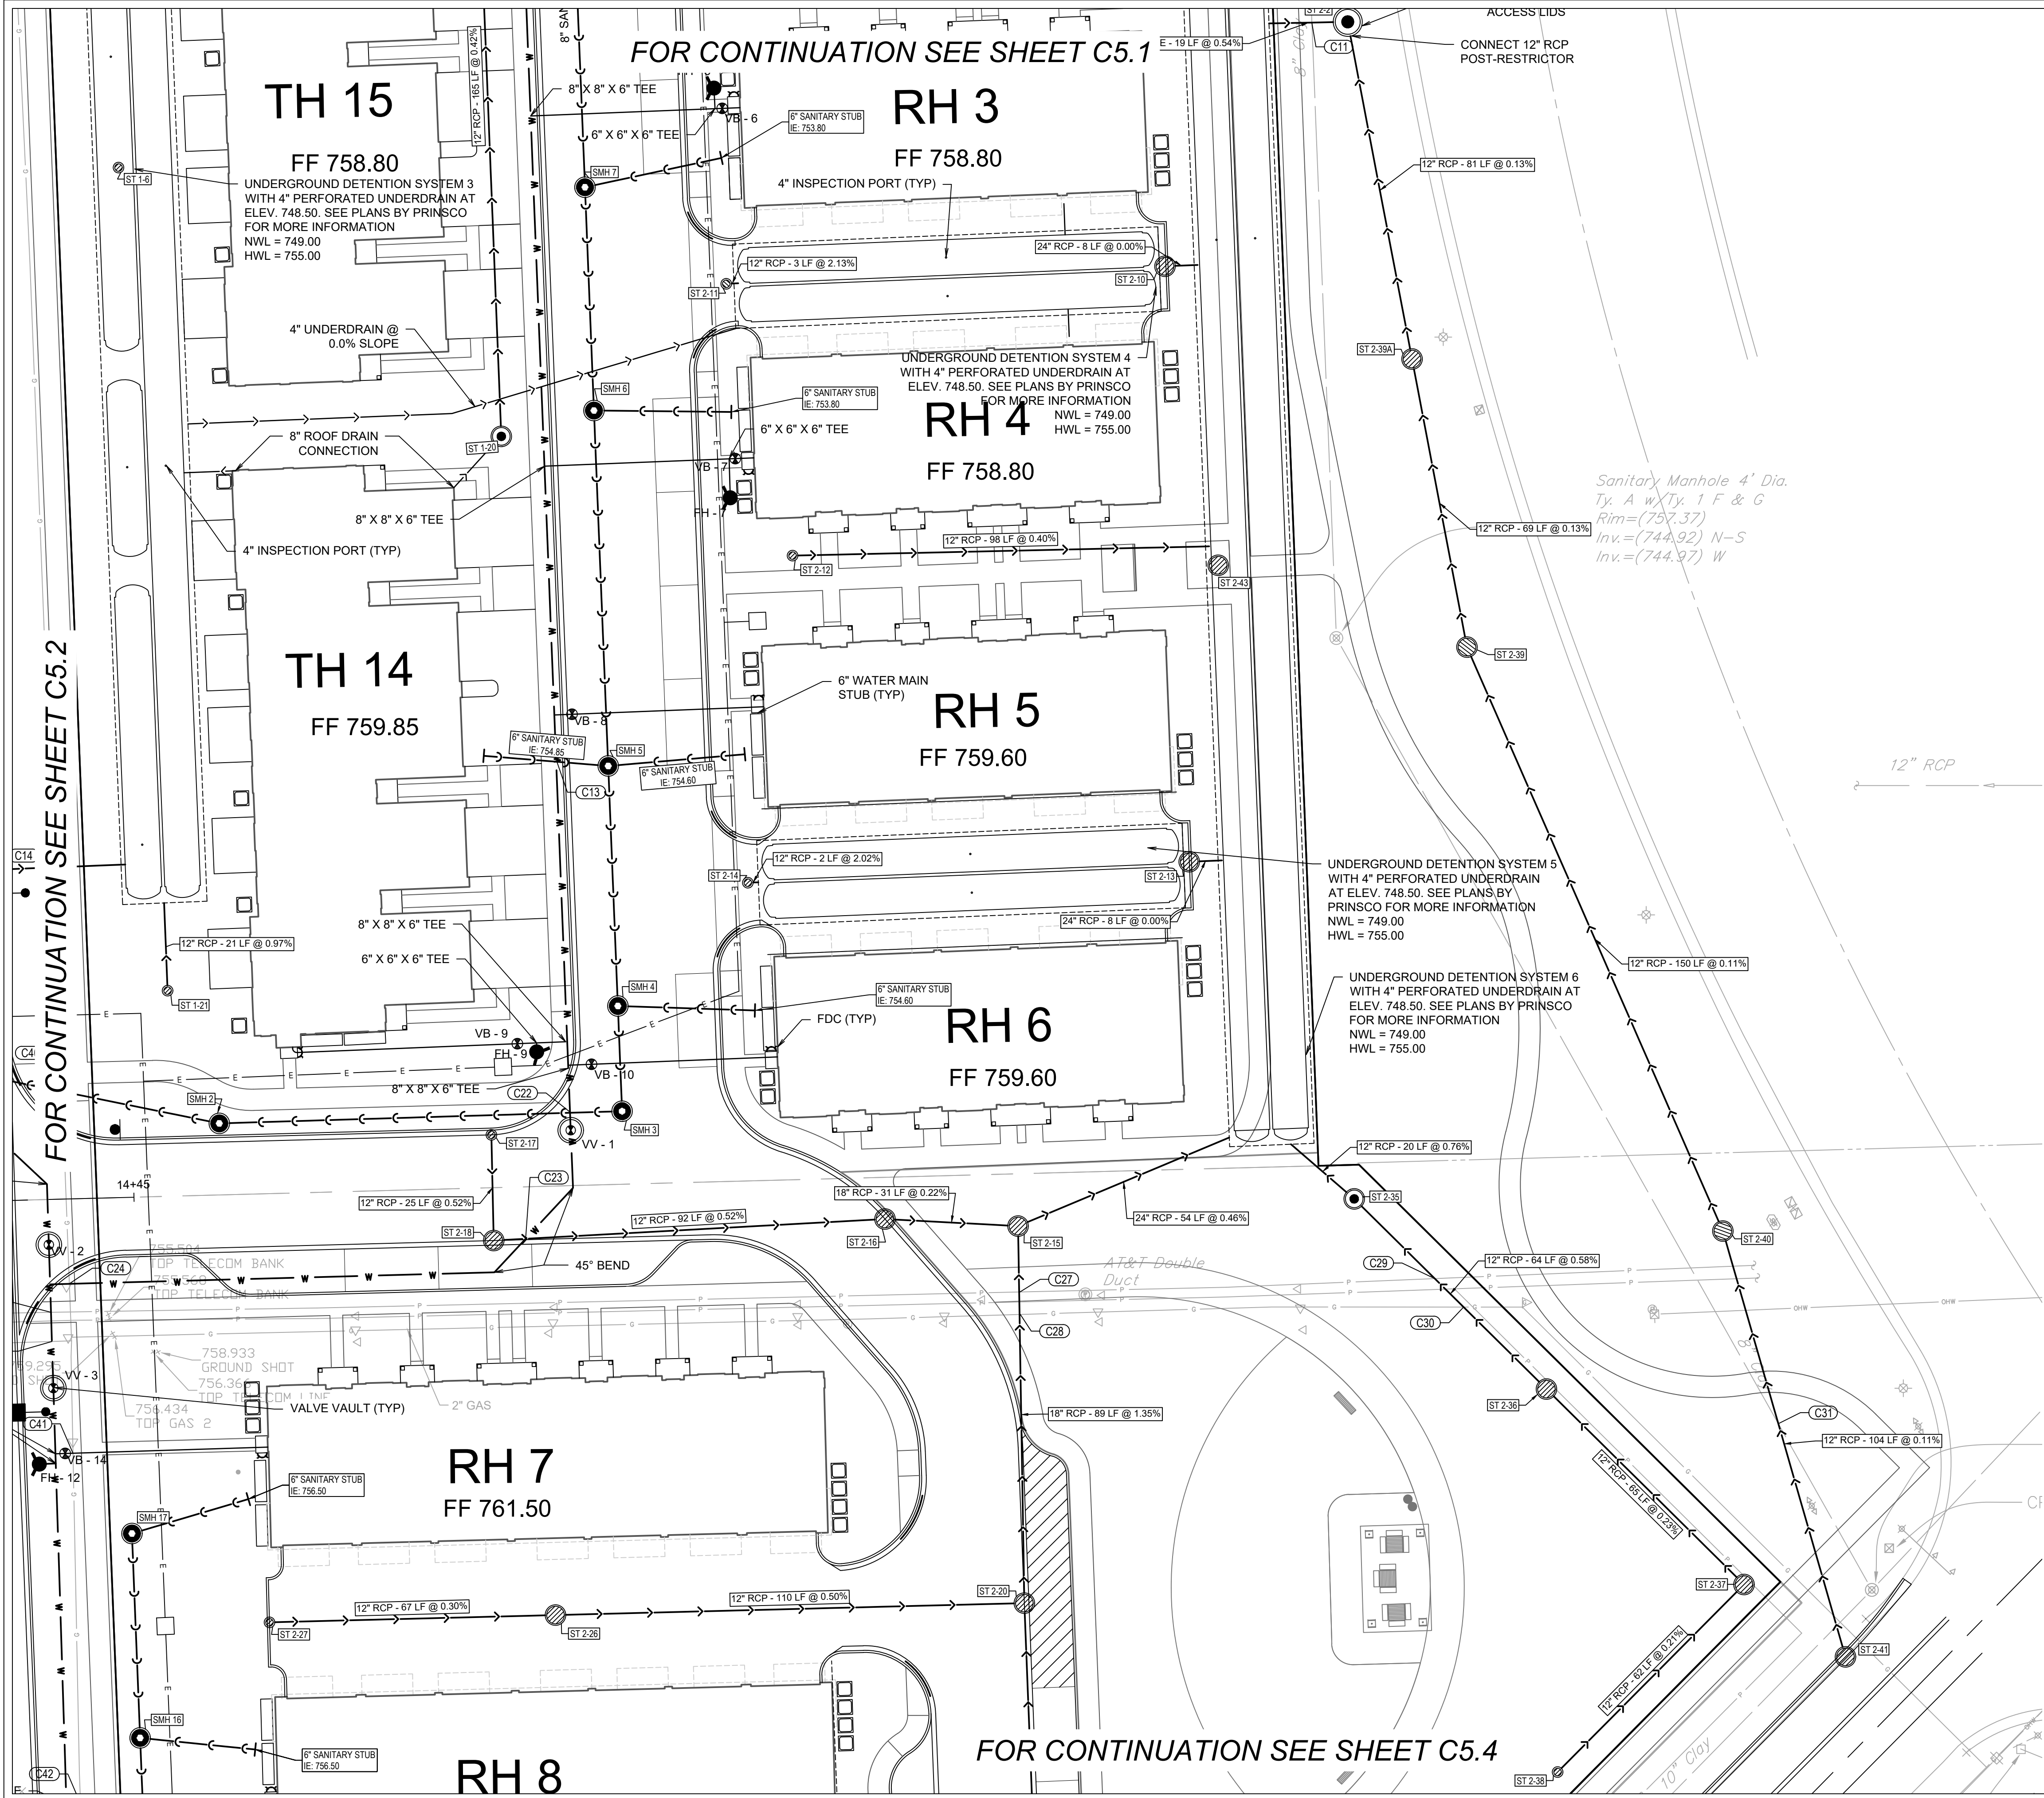 FOR CONTINUATION SEE SHEET C5.1
ACCESS LIDS
CONNECT 12" RCP
POST-RESTRICTOR
ST 2-2
C11
E - 19 LF @ 0.54%
8" Clay
8" SAN
12" RCP - 165 LF @ 0.42%
TH 15
FF 758.80
ST 1-6
UNDERGROUND DETENTION SYSTEM 3
WITH 4" PERFORATED UNDERDRAIN AT
ELEV. 748.50. SEE PLANS BY PRINSCO
FOR MORE INFORMATION
NWL = 749.00
HWL = 755.00
8" X 8" X 6" TEE
6" X 6" X 6" TEE
VB - 6
6" SANITARY STUB
IE: 753.80
SMH 7
RH 3
FF 758.80
4" INSPECTION PORT (TYP)
12" RCP - 81 LF @ 0.13%
24" RCP - 8 LF @ 0.00%
12" RCP - 3 LF @ 2.13%
ST 2-11
ST 2-10
4" UNDERDRAIN @
0.0% SLOPE
UNDERGROUND DETENTION SYSTEM 4
WITH 4" PERFORATED UNDERDRAIN AT
ELEV. 748.50. SEE PLANS BY PRINSCO
FOR MORE INFORMATION
NWL = 749.00
HWL = 755.00
ST 2-39A
SMH 6
6" SANITARY STUB
IE: 753.80
RH 4
FF 758.80
6" X 6" X 6" TEE
8" ROOF DRAIN
CONNECTION
ST 1-20
VB - 7
8" X 8" X 6" TEE
4" INSPECTION PORT (TYP)
12" RCP - 98 LF @ 0.40%
ST 2-12
ST 2-43
12" RCP - 69 LF @ 0.13%
Sanitary Manhole 4' Dia.
Ty. A w/Ty. 1 F & G
Rim=(757.37)
Inv.=(744.92) N-S
Inv.=(744.97) W
FOR CONTINUATION SEE SHEET C5.2
TH 14
FF 759.85
ST 2-39
6" WATER MAIN
STUB (TYP)
RH 5
FF 759.60
VB - 8
6" SANITARY STUB
IE: 754.85
SMH 5
6" SANITARY STUB
IE: 754.60
C13
12" RCP
C14
12" RCP - 2 LF @ 2.02%
ST 2-14
ST 2-13
24" RCP - 8 LF @ 0.00%
UNDERGROUND DETENTION SYSTEM 5
WITH 4" PERFORATED UNDERDRAIN
AT ELEV. 748.50. SEE PLANS BY
PRINSCO FOR MORE INFORMATION
NWL = 749.00
HWL = 755.00
12" RCP - 21 LF @ 0.97%
ST 1-21
8" X 8" X 6" TEE
6" X 6" X 6" TEE
12" RCP - 150 LF @ 0.11%
UNDERGROUND DETENTION SYSTEM 6
WITH 4" PERFORATED UNDERDRAIN AT
ELEV. 748.50. SEE PLANS BY PRINSCO
FOR MORE INFORMATION
NWL = 749.00
HWL = 755.00
SMH 4
6" SANITARY STUB
IE: 754.60
FDC (TYP)
RH 6
FF 759.60
VB - 9
FH - 9
VB - 10
8" X 8" X 6" TEE
C22
SMH 2
SMH 3
VV - 1
ST 2-17
14+45
C23
12" RCP - 25 LF @ 0.52%
ST 2-18
12" RCP - 92 LF @ 0.52%
18" RCP - 31 LF @ 0.22%
ST 2-16
ST 2-15
24" RCP - 54 LF @ 0.46%
12" RCP - 20 LF @ 0.76%
ST 2-35
ST 2-40
VV - 2
755.504
TOP TELECOM BANK
755.568
TOP TELECOM BANK
C24
45° BEND
C27
C28
AT&T Double
Duct
C29
12" RCP - 64 LF @ 0.58%
C30
OHW
OHW
758.933
GROUND SHOT
756.366
TOP TELECOM LINE
756.434
TOP GAS 2
VV - 3
VALVE VAULT (TYP)
2" GAS
C41
VB - 14
FH - 12
RH 7
FF 761.50
6" SANITARY STUB
IE: 756.50
SMH 17
18" RCP - 89 LF @ 1.35%
ST 2-36
C31
12" RCP - 104 LF @ 0.11%
12" RCP - 65 LF @ 0.23%
ST 2-37
12" RCP - 67 LF @ 0.30%
12" RCP - 110 LF @ 0.50%
ST 2-20
ST 2-27
ST 2-26
12" RCP - 62 LF @ 0.21%
ST 2-41
SMH 16
6" SANITARY STUB
IE: 756.50
C42
RH 8
FOR CONTINUATION SEE SHEET C5.4
ST 2-38
10" Clay